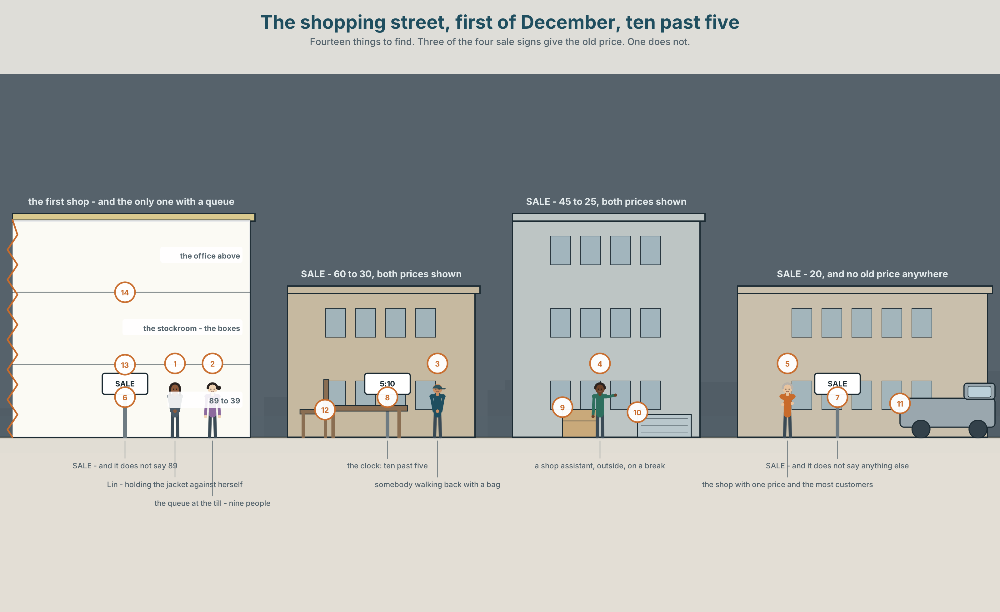 The shopping street, first of December, ten past five
Fourteen things to find. Three of the four sale signs give the old price. One does not.
the first shop - and the only one with a queue
SALE - 45 to 25, both prices shown
SALE - 60 to 30, both prices shown
SALE - 20, and no old price anywhere
the office above
14
the stockroom - the boxes
13
1
2
3
4
5
SALE
5:10
SALE
6
89 to 39
8
7
12
9
10
11
SALE - and it does not say 89
the clock: ten past five
a shop assistant, outside, on a break
SALE - and it does not say anything else
Lin - holding the jacket against herself
somebody walking back with a bag
the shop with one price and the most customers
the queue at the till - nine people